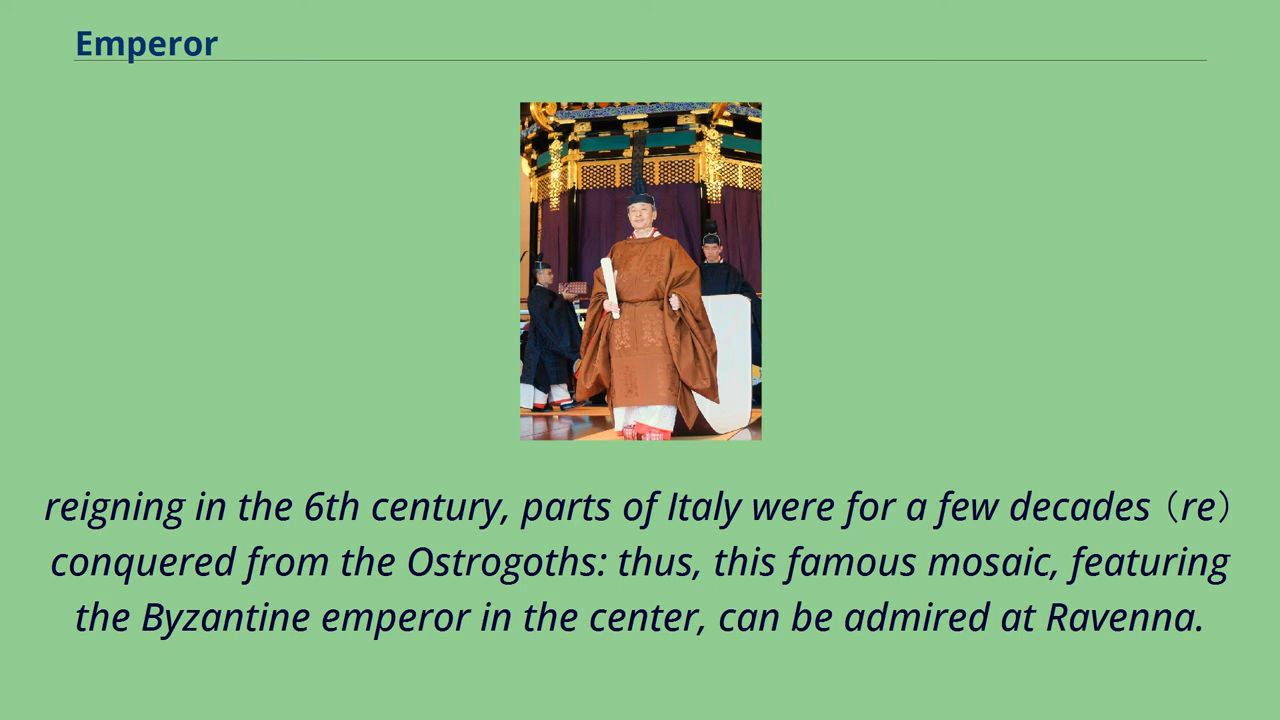 Emperor
reigning in the 6th century, parts of Italy were for a few decades（re）
conquered from the Ostrogoths: thus, this famous mosaic, featuring
the Byzantine emperor in the center, can be admired at Ravenna.